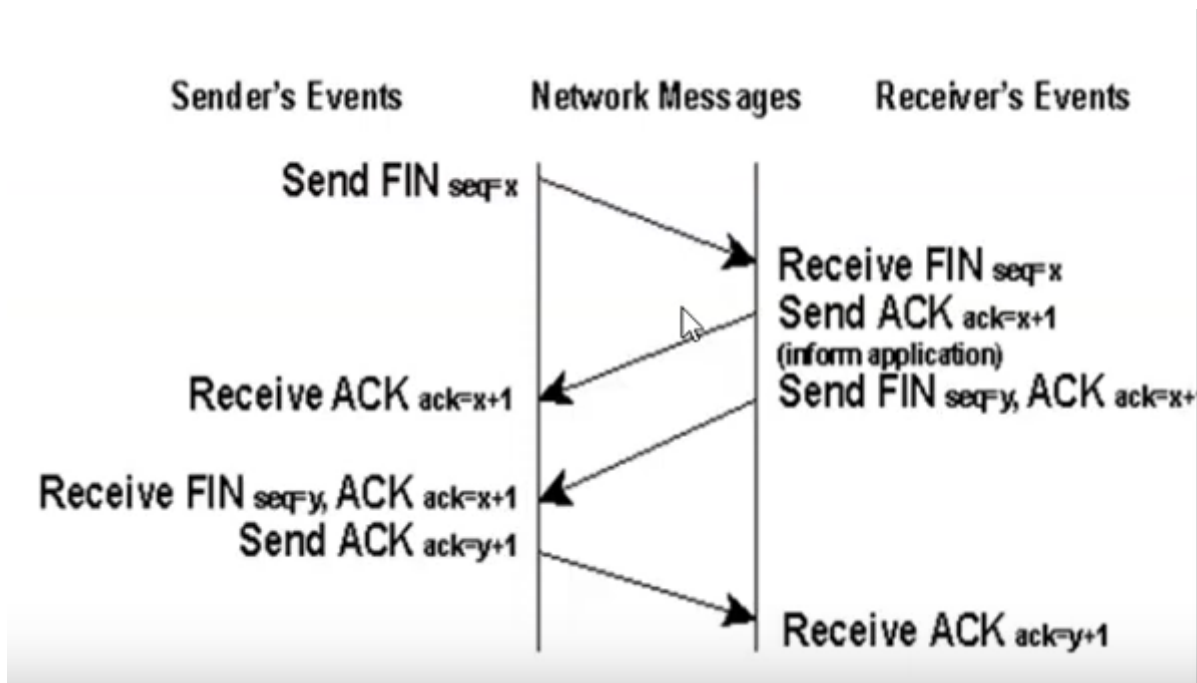 Sender's Events Network Messages Receiver's Events
Send FIN seq=x
Receive FIN seq=x
Send ACK ack=x+1
(inform application)
Receive ACK ack=x+1
Send FIN seq=y, ACK ack=x+
Receive FIN seq=y, ACK ack=x+1
Send ACK ack=y+1
Receive ACK ack=y+1